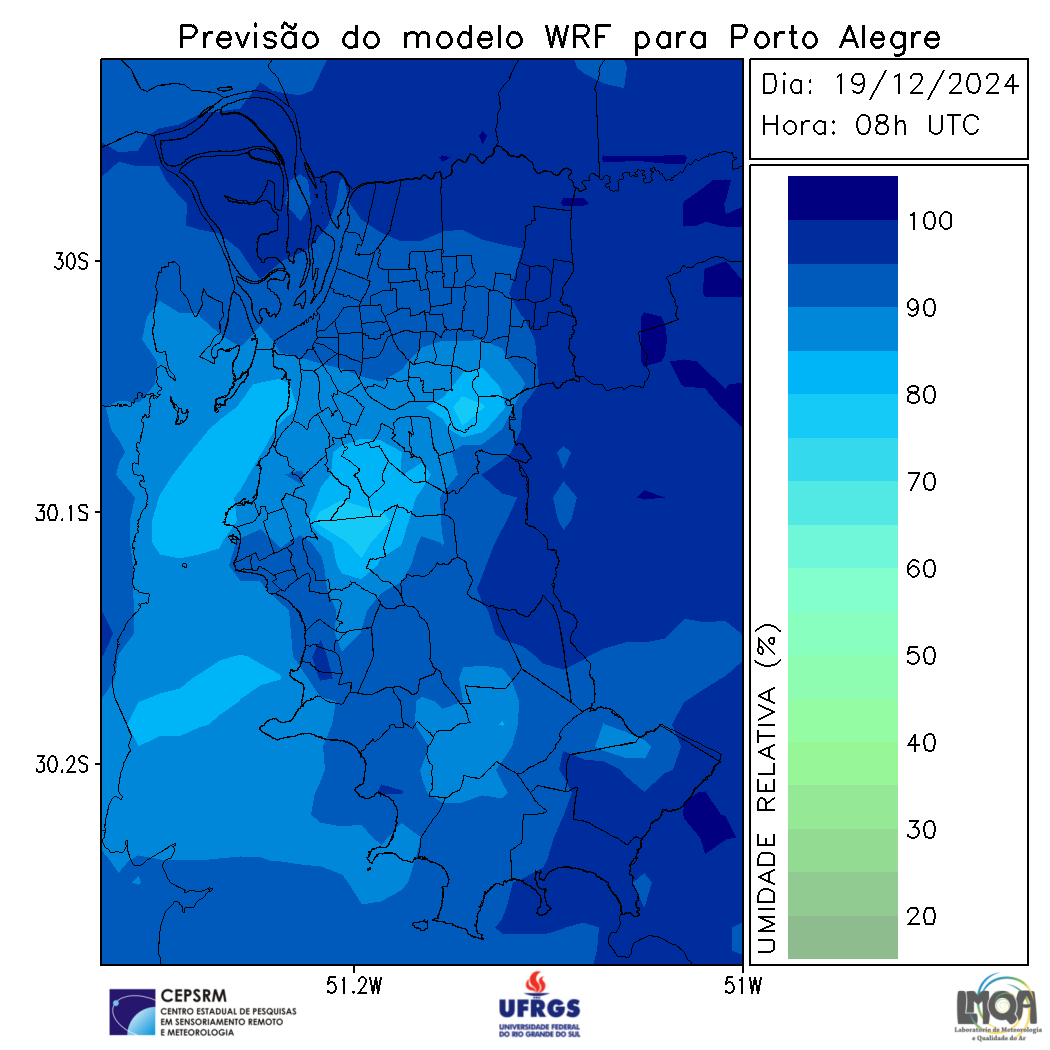 Previsão do modelo WRF para Porto Alegre
Dia: 19/12/2024
Hora: 08h UTC
30S
30.1S
30.2S
51.2W
51W
100
90
80
70
60
50
40
30
20
UMIDADE RELATIVA (%)
CEPSRM
CENTRO ESTADUAL DE PESQUISAS
EM SENSORIAMENTO REMOTO
E METEOROLOGIA
UFRGS
UNIVERSIDADE FEDERAL
DO RIO GRANDE DO SUL
LMQA
Laboratório de Meteorologia
e Qualidade do Ar